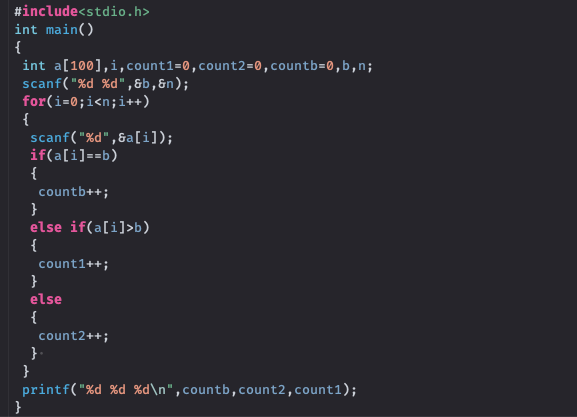 #include<stdio.h>
int main()
{
 int a[100],i,count1=0,count2=0,countb=0,b,n;
 scanf("%d %d",&b,&n);
 for(i=0;i<n;i++)
 {
  scanf("%d",&a[i]);
  if(a[i]==b)
  {
   countb++;
  }
  else if(a[i]>b)
  {
   count1++;
  }
  else
  {
   count2++;
  }
 }
 printf("%d %d %d\n",countb,count2,count1);
}